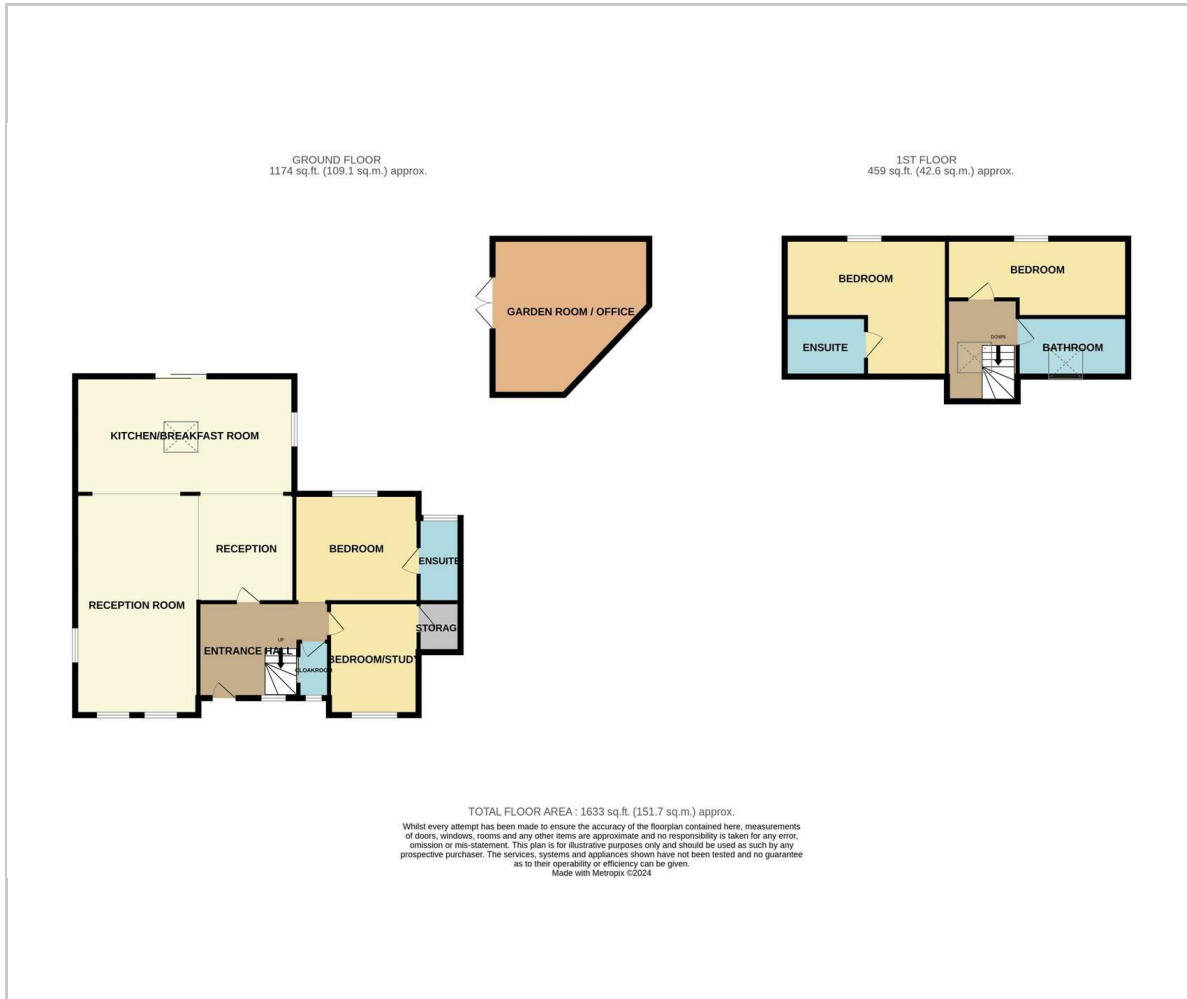 GROUND FLOOR
1174 sq.ft. (109.1 sq.m.) approx.
1ST FLOOR
459 sq.ft. (42.6 sq.m.) approx.
BEDROOM
BEDROOM
GARDEN ROOM / OFFICE
DOWN
ENSUITE
BATHROOM
KITCHEN/BREAKFAST ROOM
RECEPTION
BEDROOM
ENSUITE
RECEPTION ROOM
STORAG
UP
ENTRANCE HALL
BEDROOM/STUDY
CLOAKROOM
TOTAL FLOOR AREA : 1633 sq.ft. (151.7 sq.m.) approx.
Whilst every attempt has been made to ensure the accuracy of the floorplan contained here, measurements
of doors, windows, rooms and any other items are approximate and no responsibility is taken for any error,
omission or mis-statement. This plan is for illustrative purposes only and should be used as such by any
prospective purchaser. The services, systems and appliances shown have not been tested and no guarantee
as to their operability or efficiency can be given.
Made with Metropix ©2024